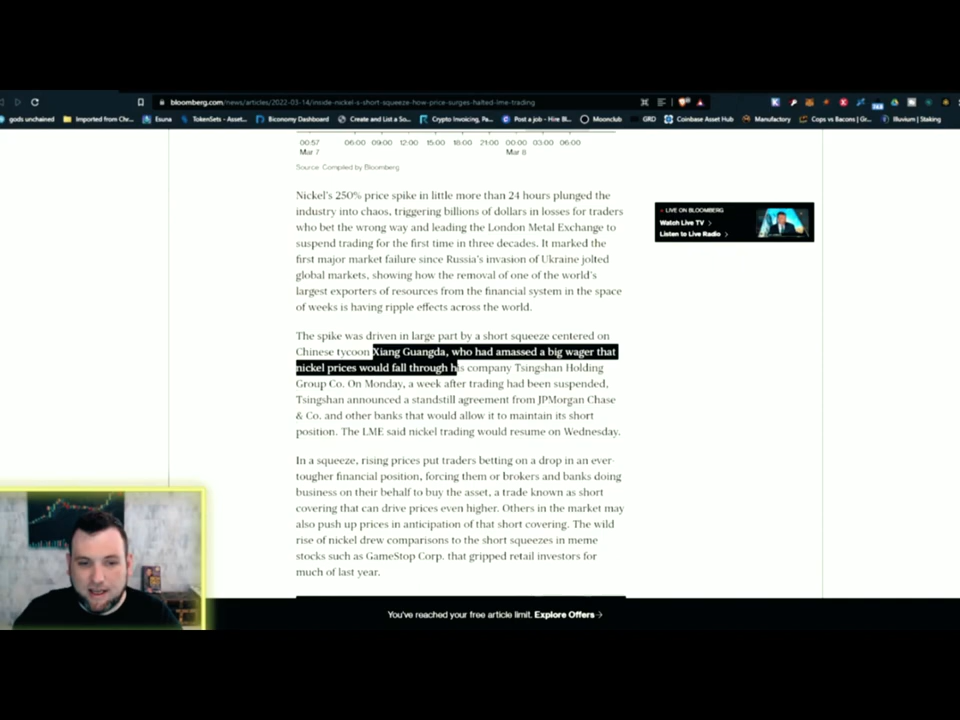 bloomberg.com/news/articles/2022-03-14/inside-nickel-s-short-squeeze-how-price-surges-halted-lme-trading
gods unchained Imported from Chr... Esuna TokenSets - Asset... Biconomy Dashboard Create and List a So... Crypto Invoicing, Pa... Post a job - Hire Bl... Moonclub GRD Coinbase Asset Hub Manufactory Cops vs Bacons | Gr... Illuvium | Staking
00:57 06:00 09:00 12:00 15:00 18:00 21:00 00:00 03:00 06:00
Mar 7 Mar 8
Source: Compiled by Bloomberg
Nickel's 250% price spike in little more than 24 hours plunged the
industry into chaos, triggering billions of dollars in losses for traders
who bet the wrong way and leading the London Metal Exchange to
suspend trading for the first time in three decades. It marked the
first major market failure since Russia's invasion of Ukraine jolted
global markets, showing how the removal of one of the world's
largest exporters of resources from the financial system in the space
of weeks is having ripple effects across the world.
LIVE ON BLOOMBERG
Watch Live TV >
Listen to Live Radio >
The spike was driven in large part by a short squeeze centered on
Chinese tycoon Xiang Guangda, who had amassed a big wager that
nickel prices would fall through his company Tsingshan Holding
Group Co. On Monday, a week after trading had been suspended,
Tsingshan announced a standstill agreement from JPMorgan Chase
& Co. and other banks that would allow it to maintain its short
position. The LME said nickel trading would resume on Wednesday.
In a squeeze, rising prices put traders betting on a drop in an ever-
tougher financial position, forcing them or brokers and banks doing
business on their behalf to buy the asset, a trade known as short
covering that can drive prices even higher. Others in the market may
also push up prices in anticipation of that short covering. The wild
rise of nickel drew comparisons to the short squeezes in meme
stocks such as GameStop Corp. that gripped retail investors for
much of last year.
You've reached your free article limit. Explore Offers →